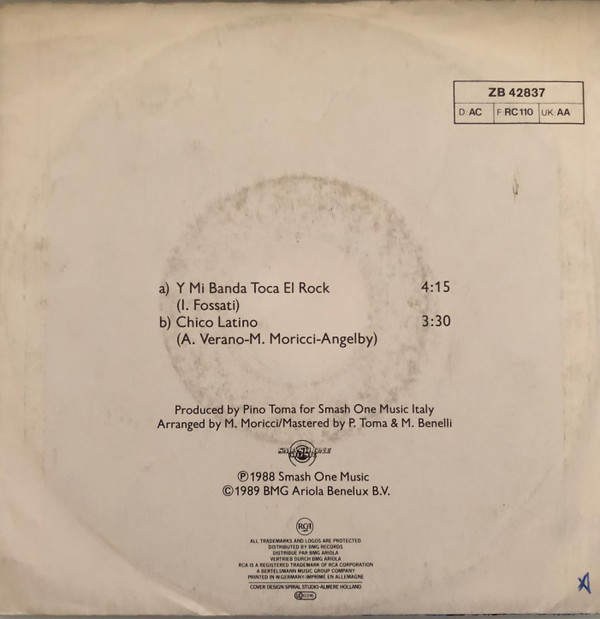 ZB 42837
D: AC F: RC 110 UK: AA
a) Y Mi Banda Toca El Rock 4:15
(I. Fossati)
b) Chico Latino 3:30
(A. Verano-M. Moricci-Angelby)
Produced by Pino Toma for Smash One Music Italy
Arranged by M. Moricci/Mastered by P. Toma & M. Benelli
Ⓟ1988 Smash One Music
©1989 BMG Ariola Benelux B.V.
RCA
ALL TRADEMARKS AND LOGOS ARE PROTECTED
DISTRIBUTED BY BMG RECORDS
DISTRIBUE PAR BMG ARIOLA
VERTRIEB DURCH BMG ARIOLA
RCA IS A REGISTERED TRADEMARK OF RCA CORPORATION
A BERTELSMANN MUSIC GROUP COMPANY
PRINTED IN W.GERMANY-IMPRIMÉ EN ALLEMAGNE
COVER DESIGN SPIRAL STUDIO-ALMERE HOLLAND